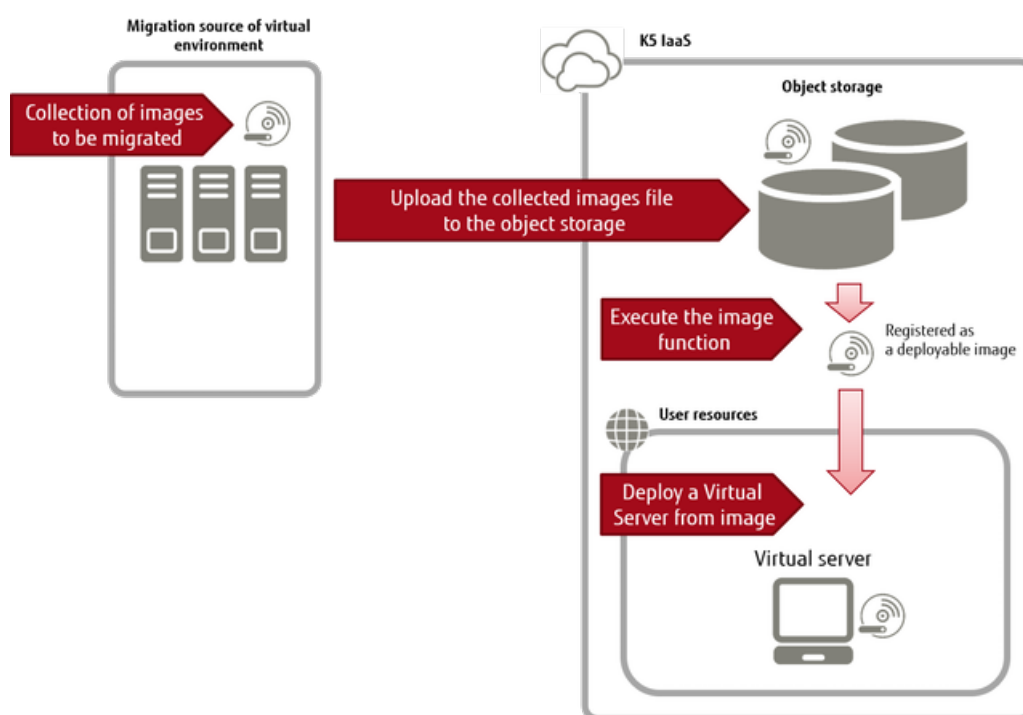 Migration source of virtual
environment
Collection of images
to be migrated
K5 IaaS
Object storage
Upload the collected images file
to the object storage
Execute the image
function
Registered as
a deployable image
User resources
Deploy a Virtual
Server from image
Virtual server